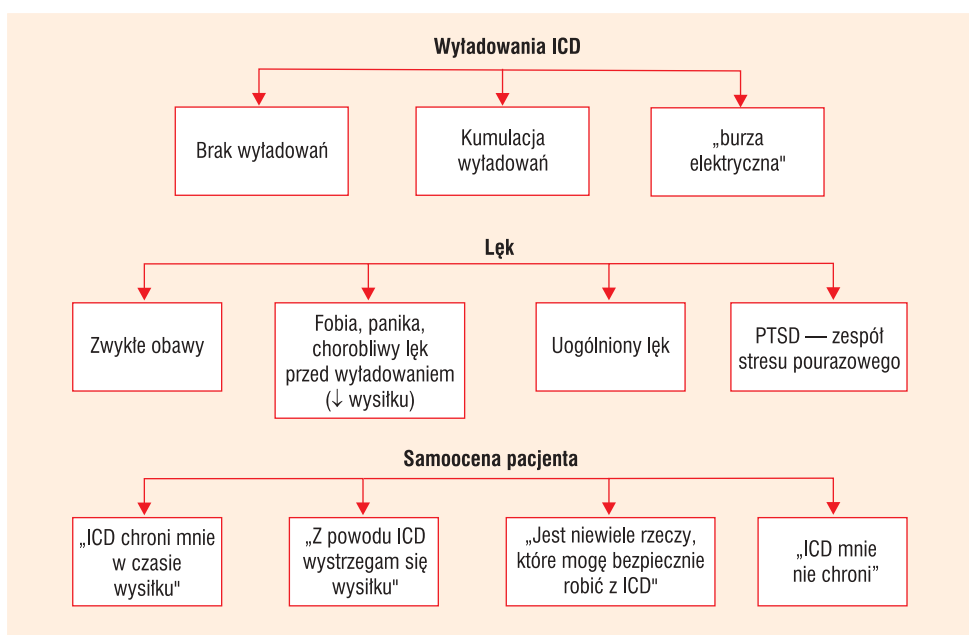 Wyładowania ICD
Brak wyładowań
Kumulacja
wyładowań
„burza
elektryczna"
Lęk
Zwykłe obawy
Fobia, panika,
chorobliwy lęk
przed wyładowaniem
(↓ wysiłku)
Uogólniony lęk
PTSD — zespół
stresu pourazowego
Samoocena pacjenta
„ICD chroni mnie
w czasie
wysiłku"
„Z powodu ICD
wystrzegam się
wysiłku"
„Jest niewiele rzeczy,
które mogę bezpiecznie
robić z ICD"
„ICD mnie
nie chroni”